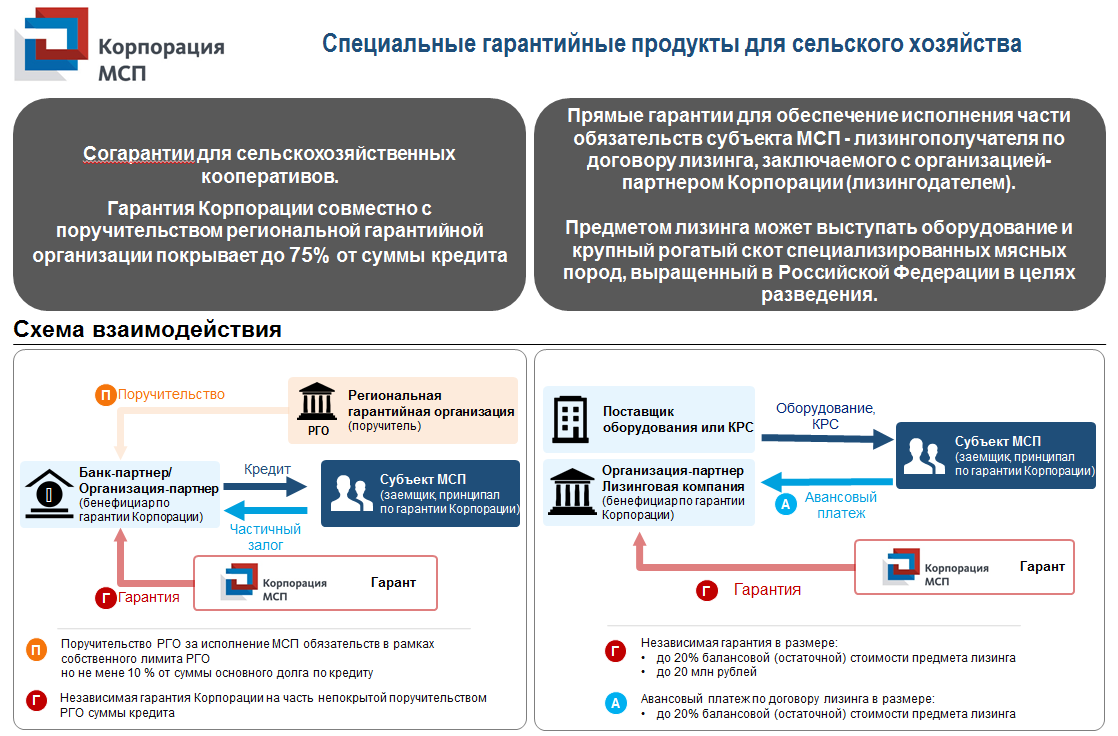 Корпорация
МСП
Специальные гарантийные продукты для сельского хозяйства
Согарантии для сельскохозяйственных
кооперативов.
Гарантия Корпорации совместно с
поручительством региональной гарантийной
организации покрывает до 75% от суммы кредита
Прямые гарантии для обеспечение исполнения части
обязательств субъекта МСП - лизингополучателя по
договору лизинга, заключаемого с организацией-
партнером Корпорации (лизингодателем).
Предметом лизинга может выступать оборудование и
крупный рогатый скот специализированных мясных
пород, выращенный в Российской Федерации в целях
разведения.
Схема взаимодействия
П Поручительство
РГО
Региональная
гарантийная организация
(поручитель)
Банк-партнер/
Организация-партнер
(бенефициар по
гарантии Корпорации)
Кредит
Частичный
залог
Субъект МСП
(заемщик, принципал
по гарантии Корпорации)
Г Гарантия
Корпорация
МСП
Гарант
П
Поручительство РГО за исполнение МСП обязательств в рамках
собственного лимита РГО
но не мене 10 % от суммы основного долга по кредиту
Г
Независимая гарантия Корпорации на часть непокрытой поручительством
РГО суммы кредита
Поставщик
оборудования или КРС
Оборудование,
КРС
Субъект МСП
(заемщик, принципал
по гарантии Корпорации)
Организация-партнер
Лизинговая компания
(бенефициар по гарантии
Корпорации)
А Авансовый
платеж
Г Гарантия
Корпорация
МСП
Гарант
Г
Независимая гарантия в размере:
• до 20% балансовой (остаточной) стоимости предмета лизинга
• до 20 млн рублей
А
Авансовый платеж по договору лизинга в размере:
• до 20% балансовой (остаточной) стоимости предмета лизинга